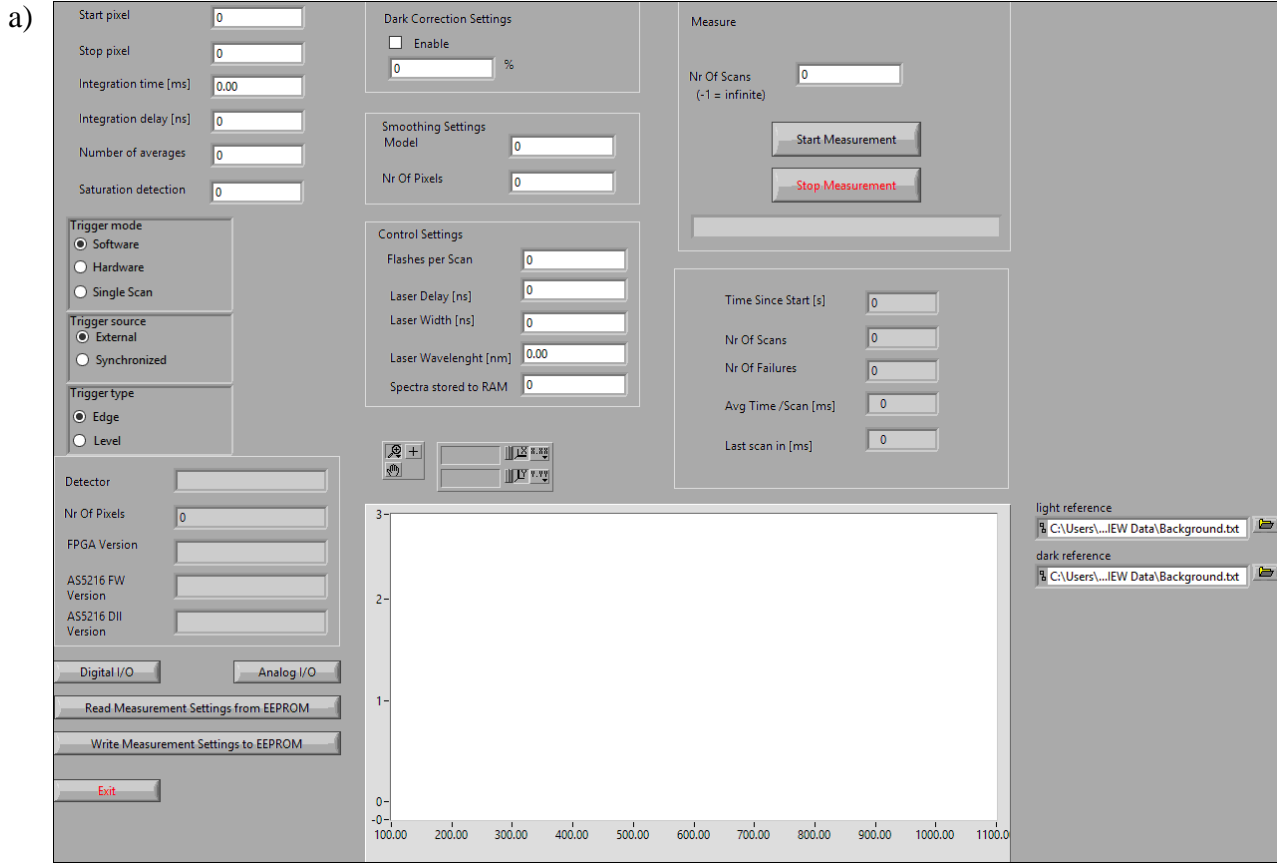 a)
Start pixel
0
Stop pixel
0
Integration time [ms]
0.00
Integration delay [ns]
0
Number of averages
0
Saturation detection
0
Trigger mode
Software
Hardware
Single Scan
Trigger source
External
Synchronized
Trigger type
Edge
Level
Detector
Nr Of Pixels
0
FPGA Version
AS5216 FW
Version
AS5216 Dll
Version
Digital I/O
Analog I/O
Read Measurement Settings from EEPROM
Write Measurement Settings to EEPROM
Exit
Dark Correction Settings
Enable
0
%
Smoothing Settings
Model
0
Nr Of Pixels
0
Control Settings
Flashes per Scan
0
Laser Delay [ns]
0
Laser Width [ns]
0
Laser Wavelenght [nm]
0.00
Spectra stored to RAM
0
Measure
Nr Of Scans
(-1 = infinite)
0
Start Measurement
Stop Measurement
Time Since Start [s]
0
Nr Of Scans
0
Nr Of Failures
0
Avg Time /Scan [ms]
0
Last scan in [ms]
0
X
X.XX
Y
Y.YY
3
2
1
0
-0
100.00 200.00 300.00 400.00 500.00 600.00 700.00 800.00 900.00 1000.00 1100.0
light reference
C:\Users\...IEW Data\Background.txt
dark reference
C:\Users\...IEW Data\Background.txt